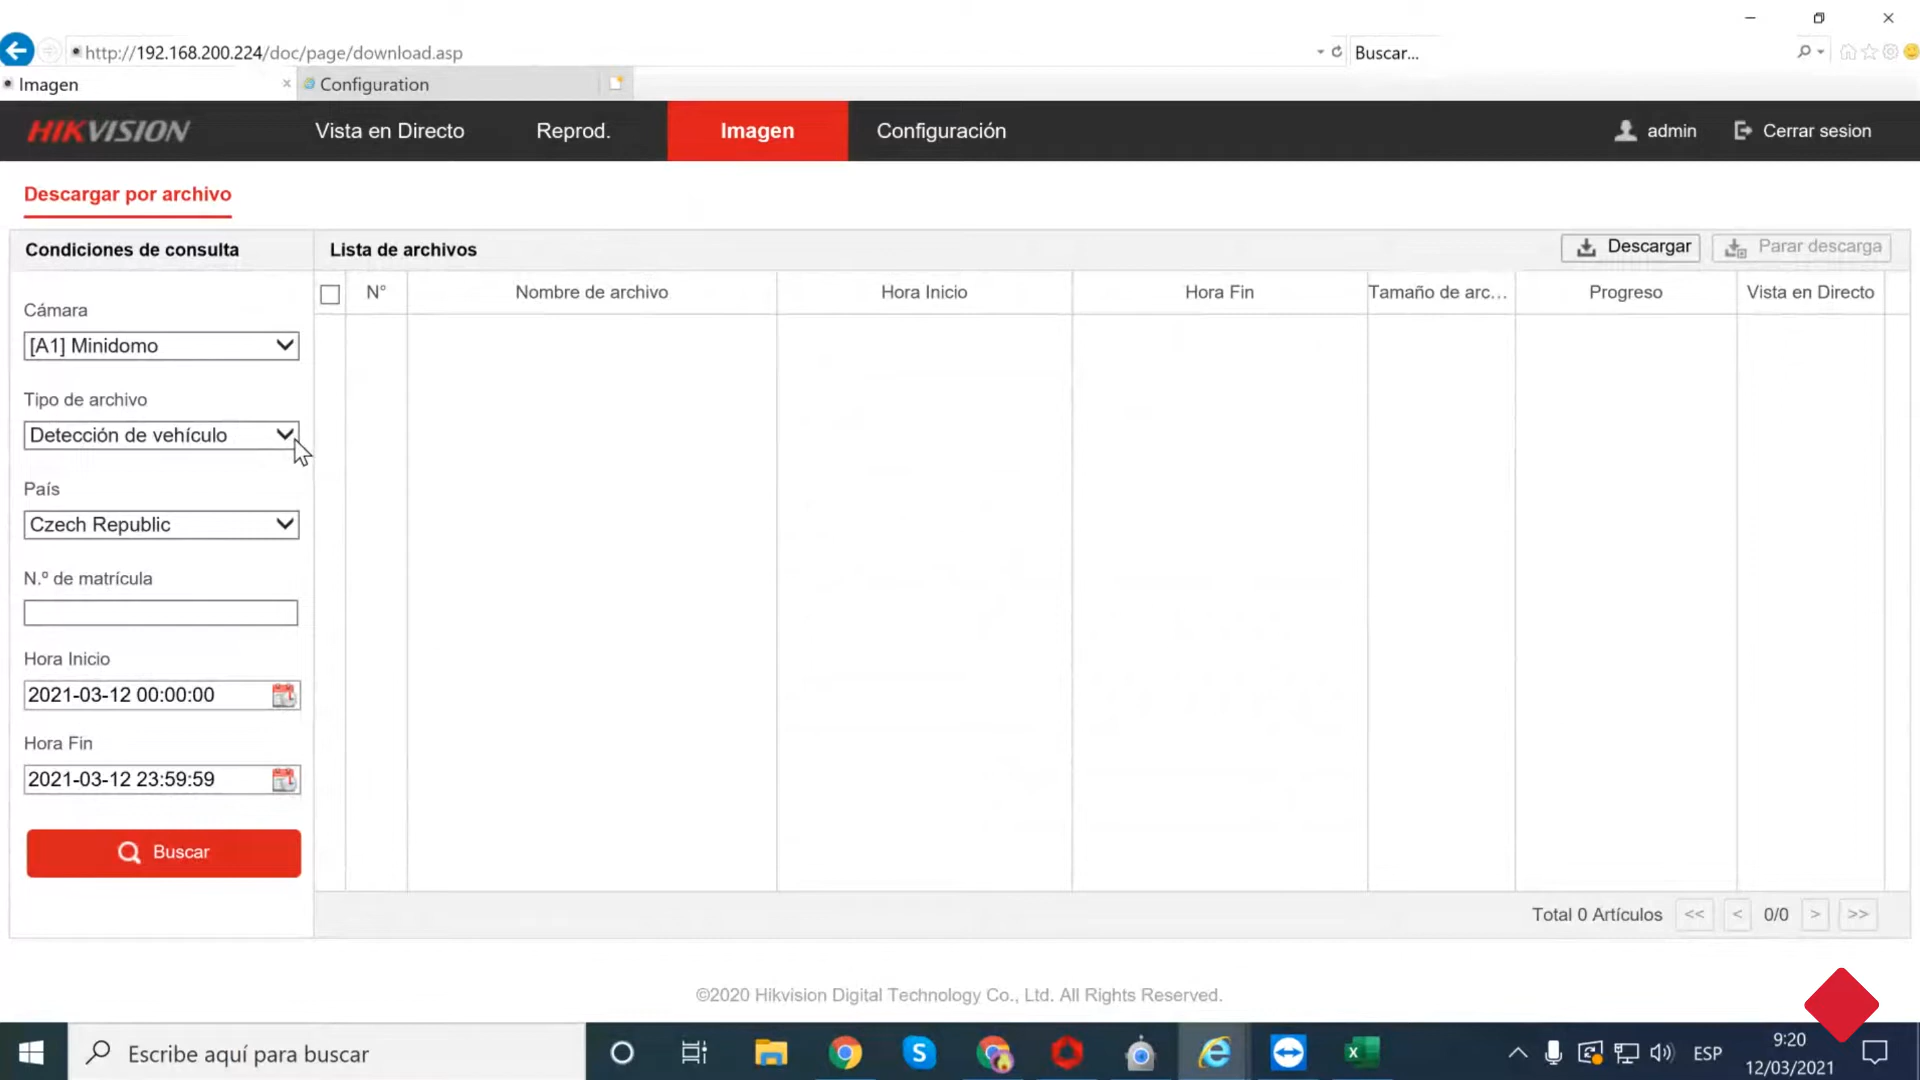 http://192.168.200.224/doc/page/download.asp
Buscar...
Imagen
Configuration
HIKVISION
Vista en Directo
Reprod.
Imagen
Configuración
admin
Cerrar sesion
Descargar por archivo
Condiciones de consulta
Lista de archivos
Descargar
Parar descarga
N°
Nombre de archivo
Hora Inicio
Hora Fin
Tamaño de arc...
Progreso
Vista en Directo
Cámara
[A1] Minidomo
Tipo de archivo
Detección de vehículo
País
Czech Republic
N.º de matrícula
Hora Inicio
2021-03-12 00:00:00
Hora Fin
2021-03-12 23:59:59
Buscar
Total 0 Artículos
<<
<
0/0
>
>>
©2020 Hikvision Digital Technology Co., Ltd. All Rights Reserved.
Escribe aquí para buscar
ESP
9:20
12/03/2021